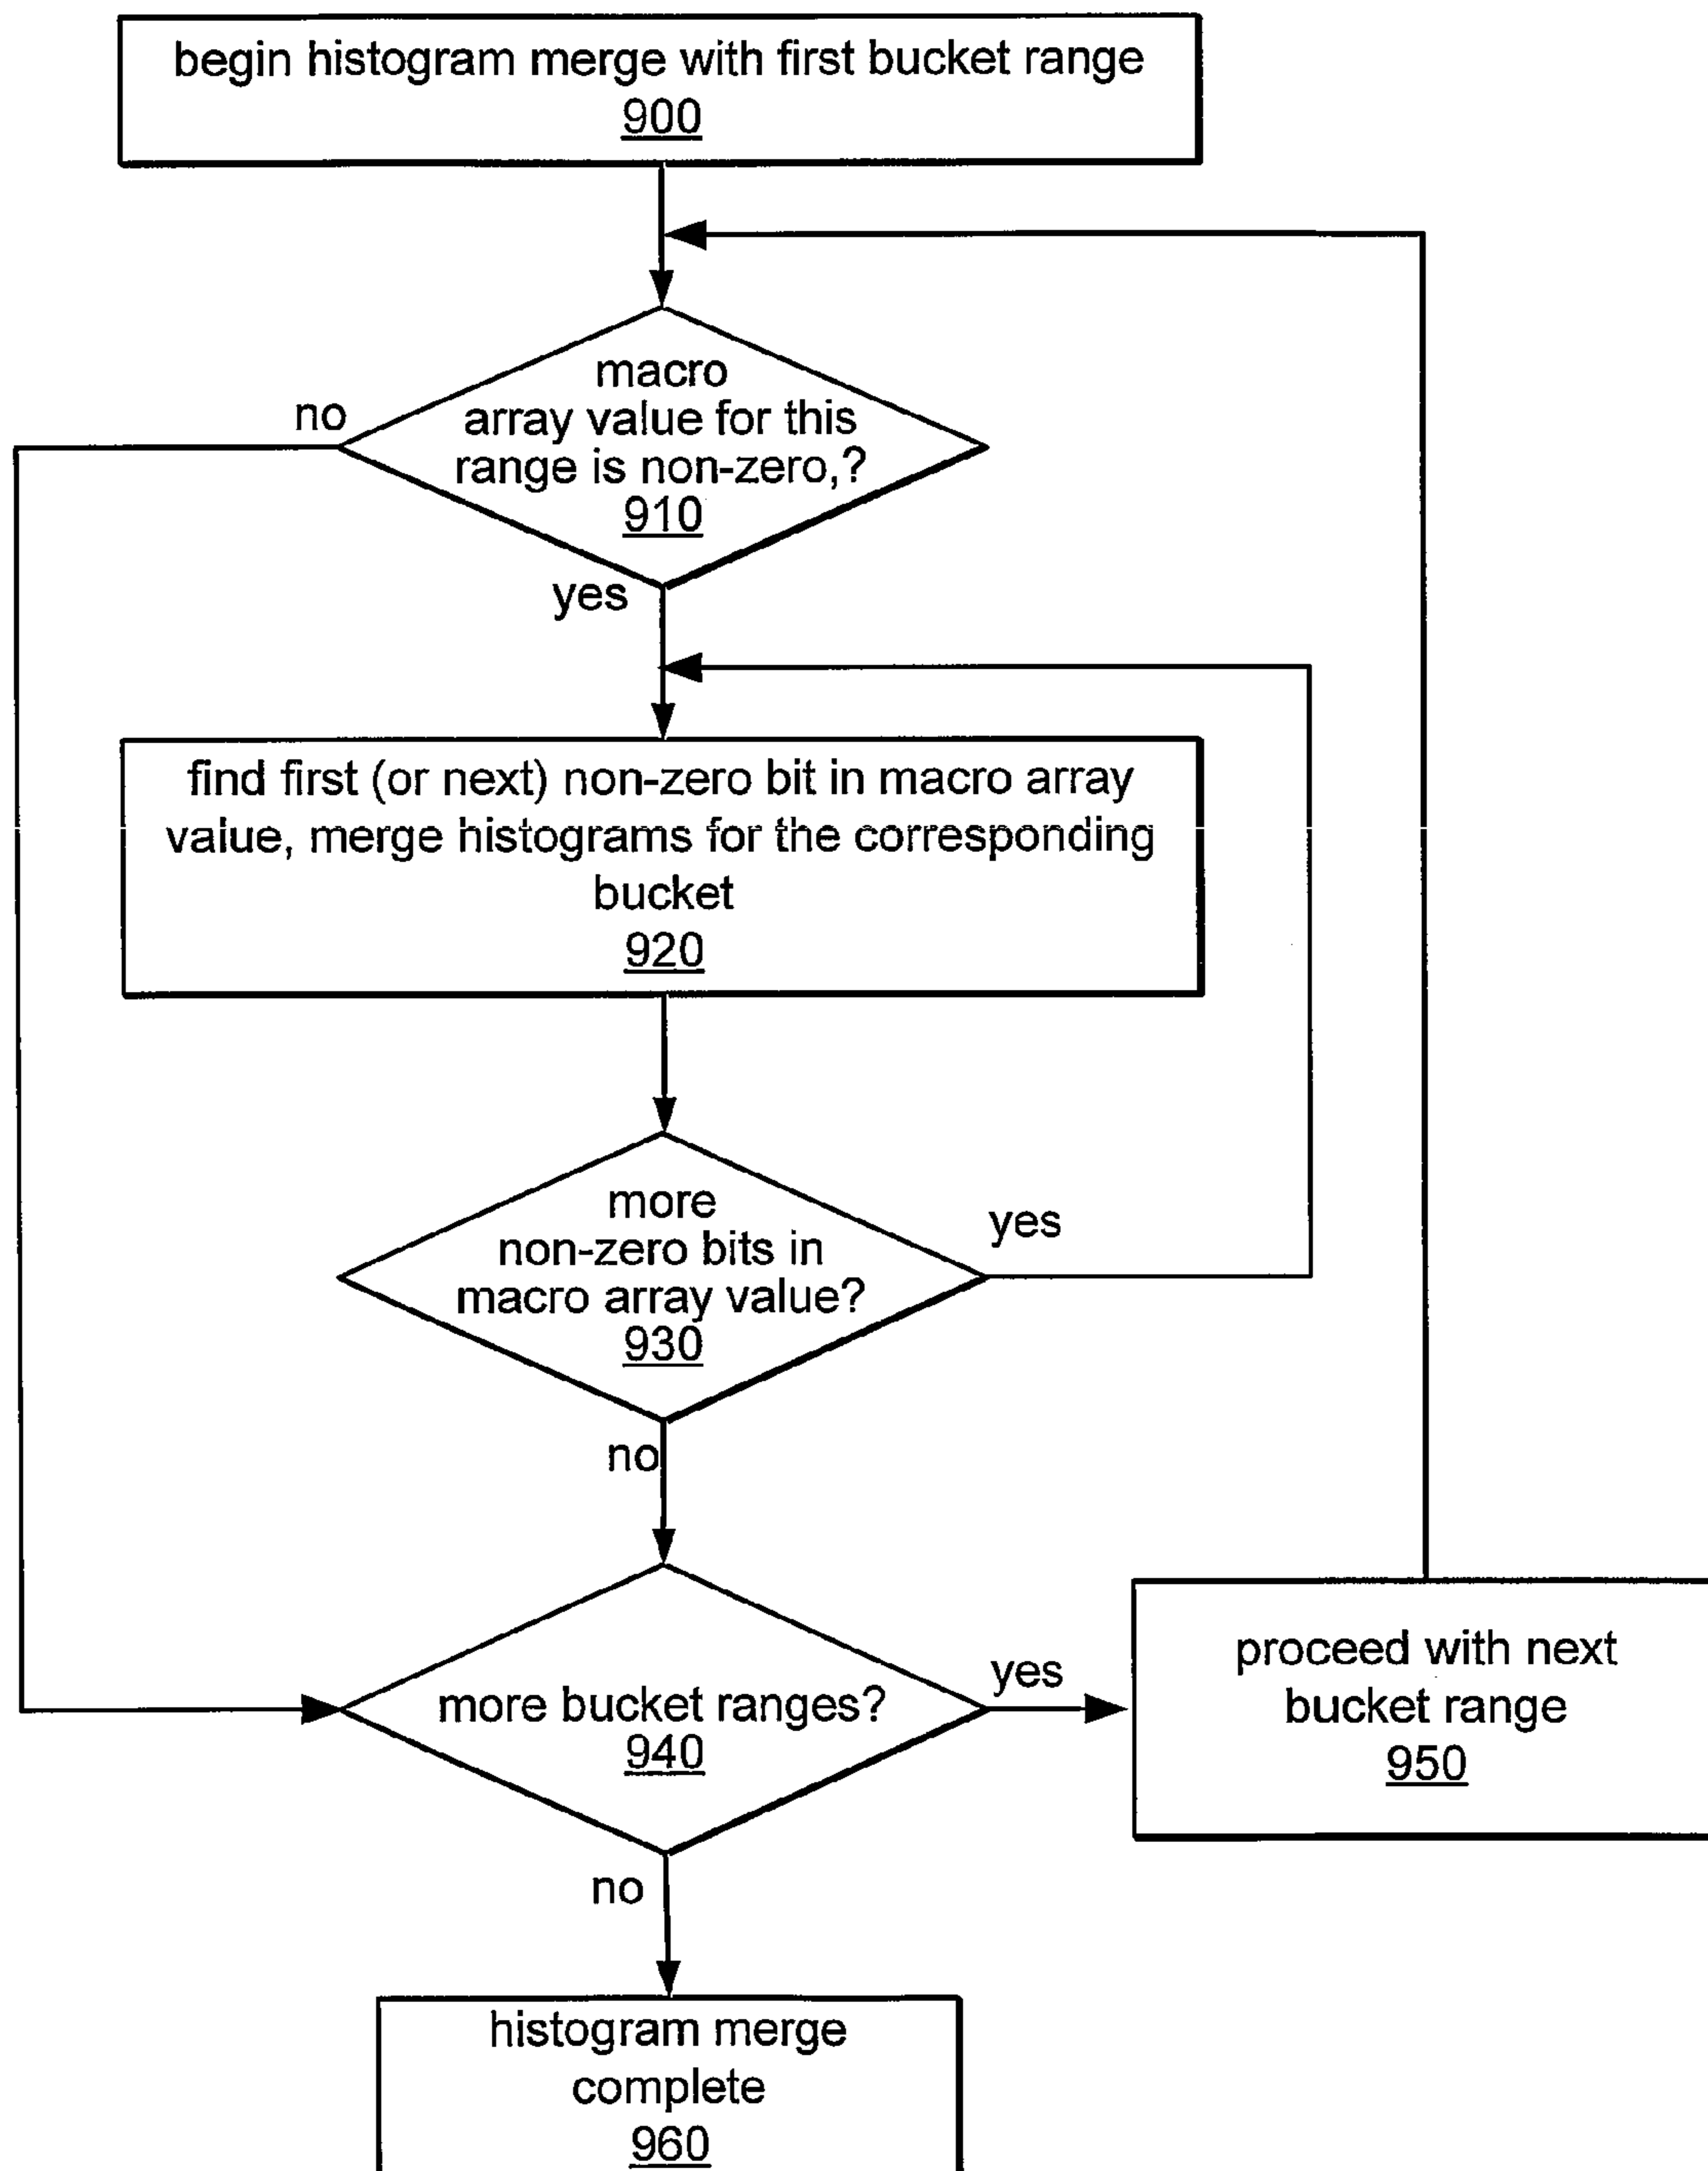 begin histogram merge with first bucket range
900
macro
array value for this
range is non-zero,?
910
no
yes
find first (or next) non-zero bit in macro array
value, merge histograms for the corresponding
bucket
920
more
non-zero bits in
macro array value?
930
yes
no
more bucket ranges?
940
yes
proceed with next
bucket range
950
no
histogram merge
complete
960